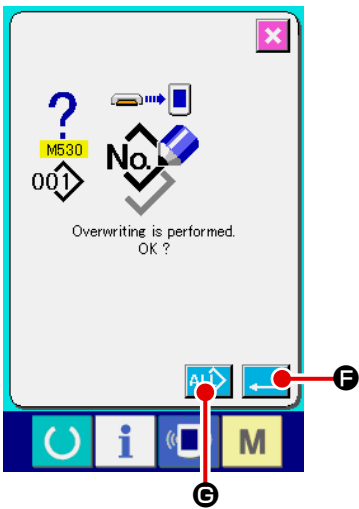 ?
M530
001
No.
Overwriting is performed.
OK ?
ALL
F
G
i
M